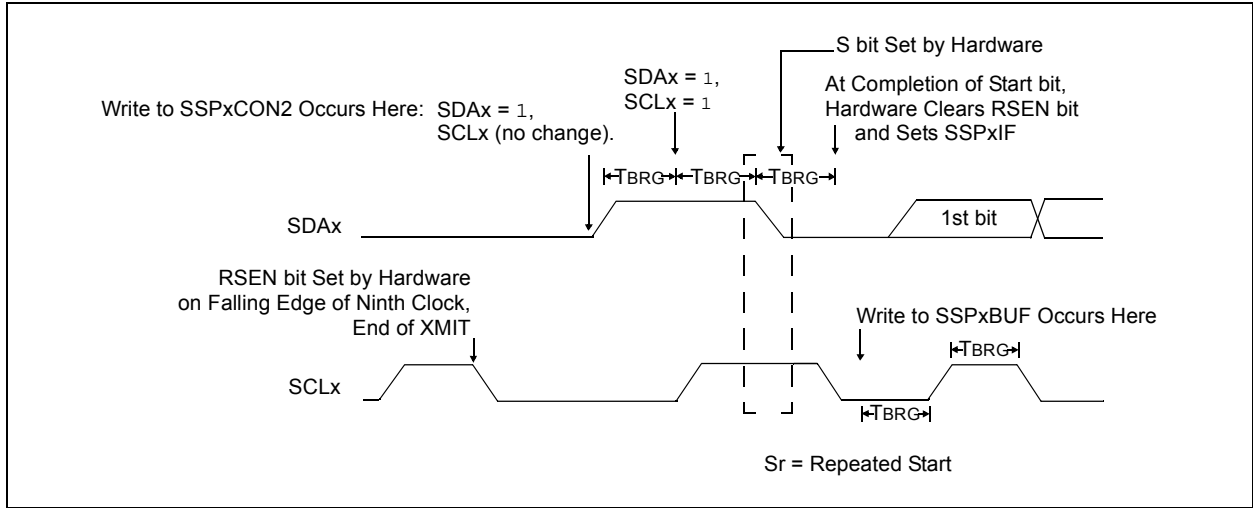 S bit Set by Hardware
SDAx = 1,
SCLx = 1
At Completion of Start bit,
Hardware Clears RSEN bit
and Sets SSPxIF
Write to SSPxCON2 Occurs Here: SDAx = 1,
SCLx (no change).
TBRG TBRG TBRG
SDAx
1st bit
RSEN bit Set by Hardware
on Falling Edge of Ninth Clock,
End of XMIT
Write to SSPxBUF Occurs Here
TBRG
SCLx
TBRG
Sr = Repeated Start